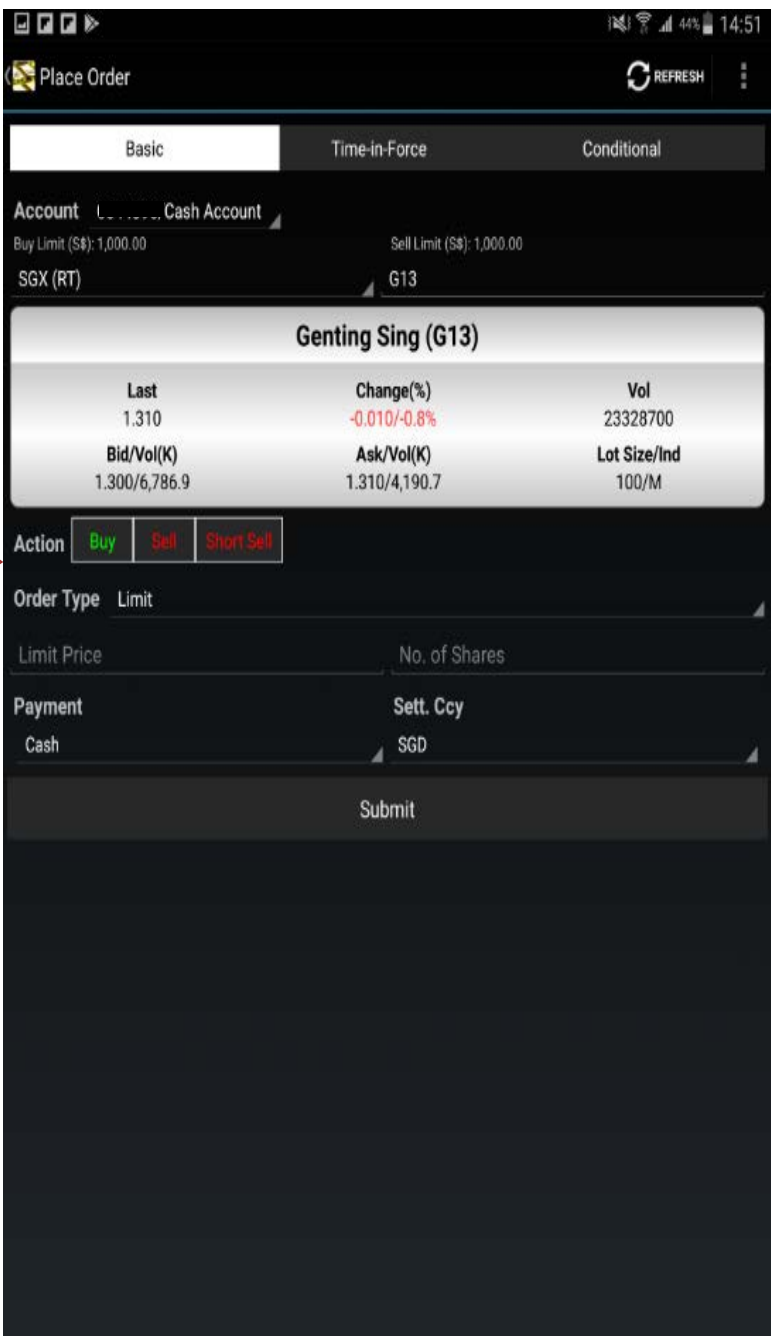 44% 14:51
Place Order REFRESH
Basic Time-in-Force Conditional
Account Cash Account
Buy Limit (S$): 1,000.00 Sell Limit (S$): 1,000.00
SGX (RT) G13
Genting Sing (G13)
Last Change(%) Vol
1.310 -0.010/-0.8% 23328700
Bid/Vol(K) Ask/Vol(K) Lot Size/Ind
1.300/6,786.9 1.310/4,190.7 100/M
Action Buy Sell Short Sell
Order Type Limit
Limit Price No. of Shares
Payment Sett. Ccy
Cash SGD
Submit